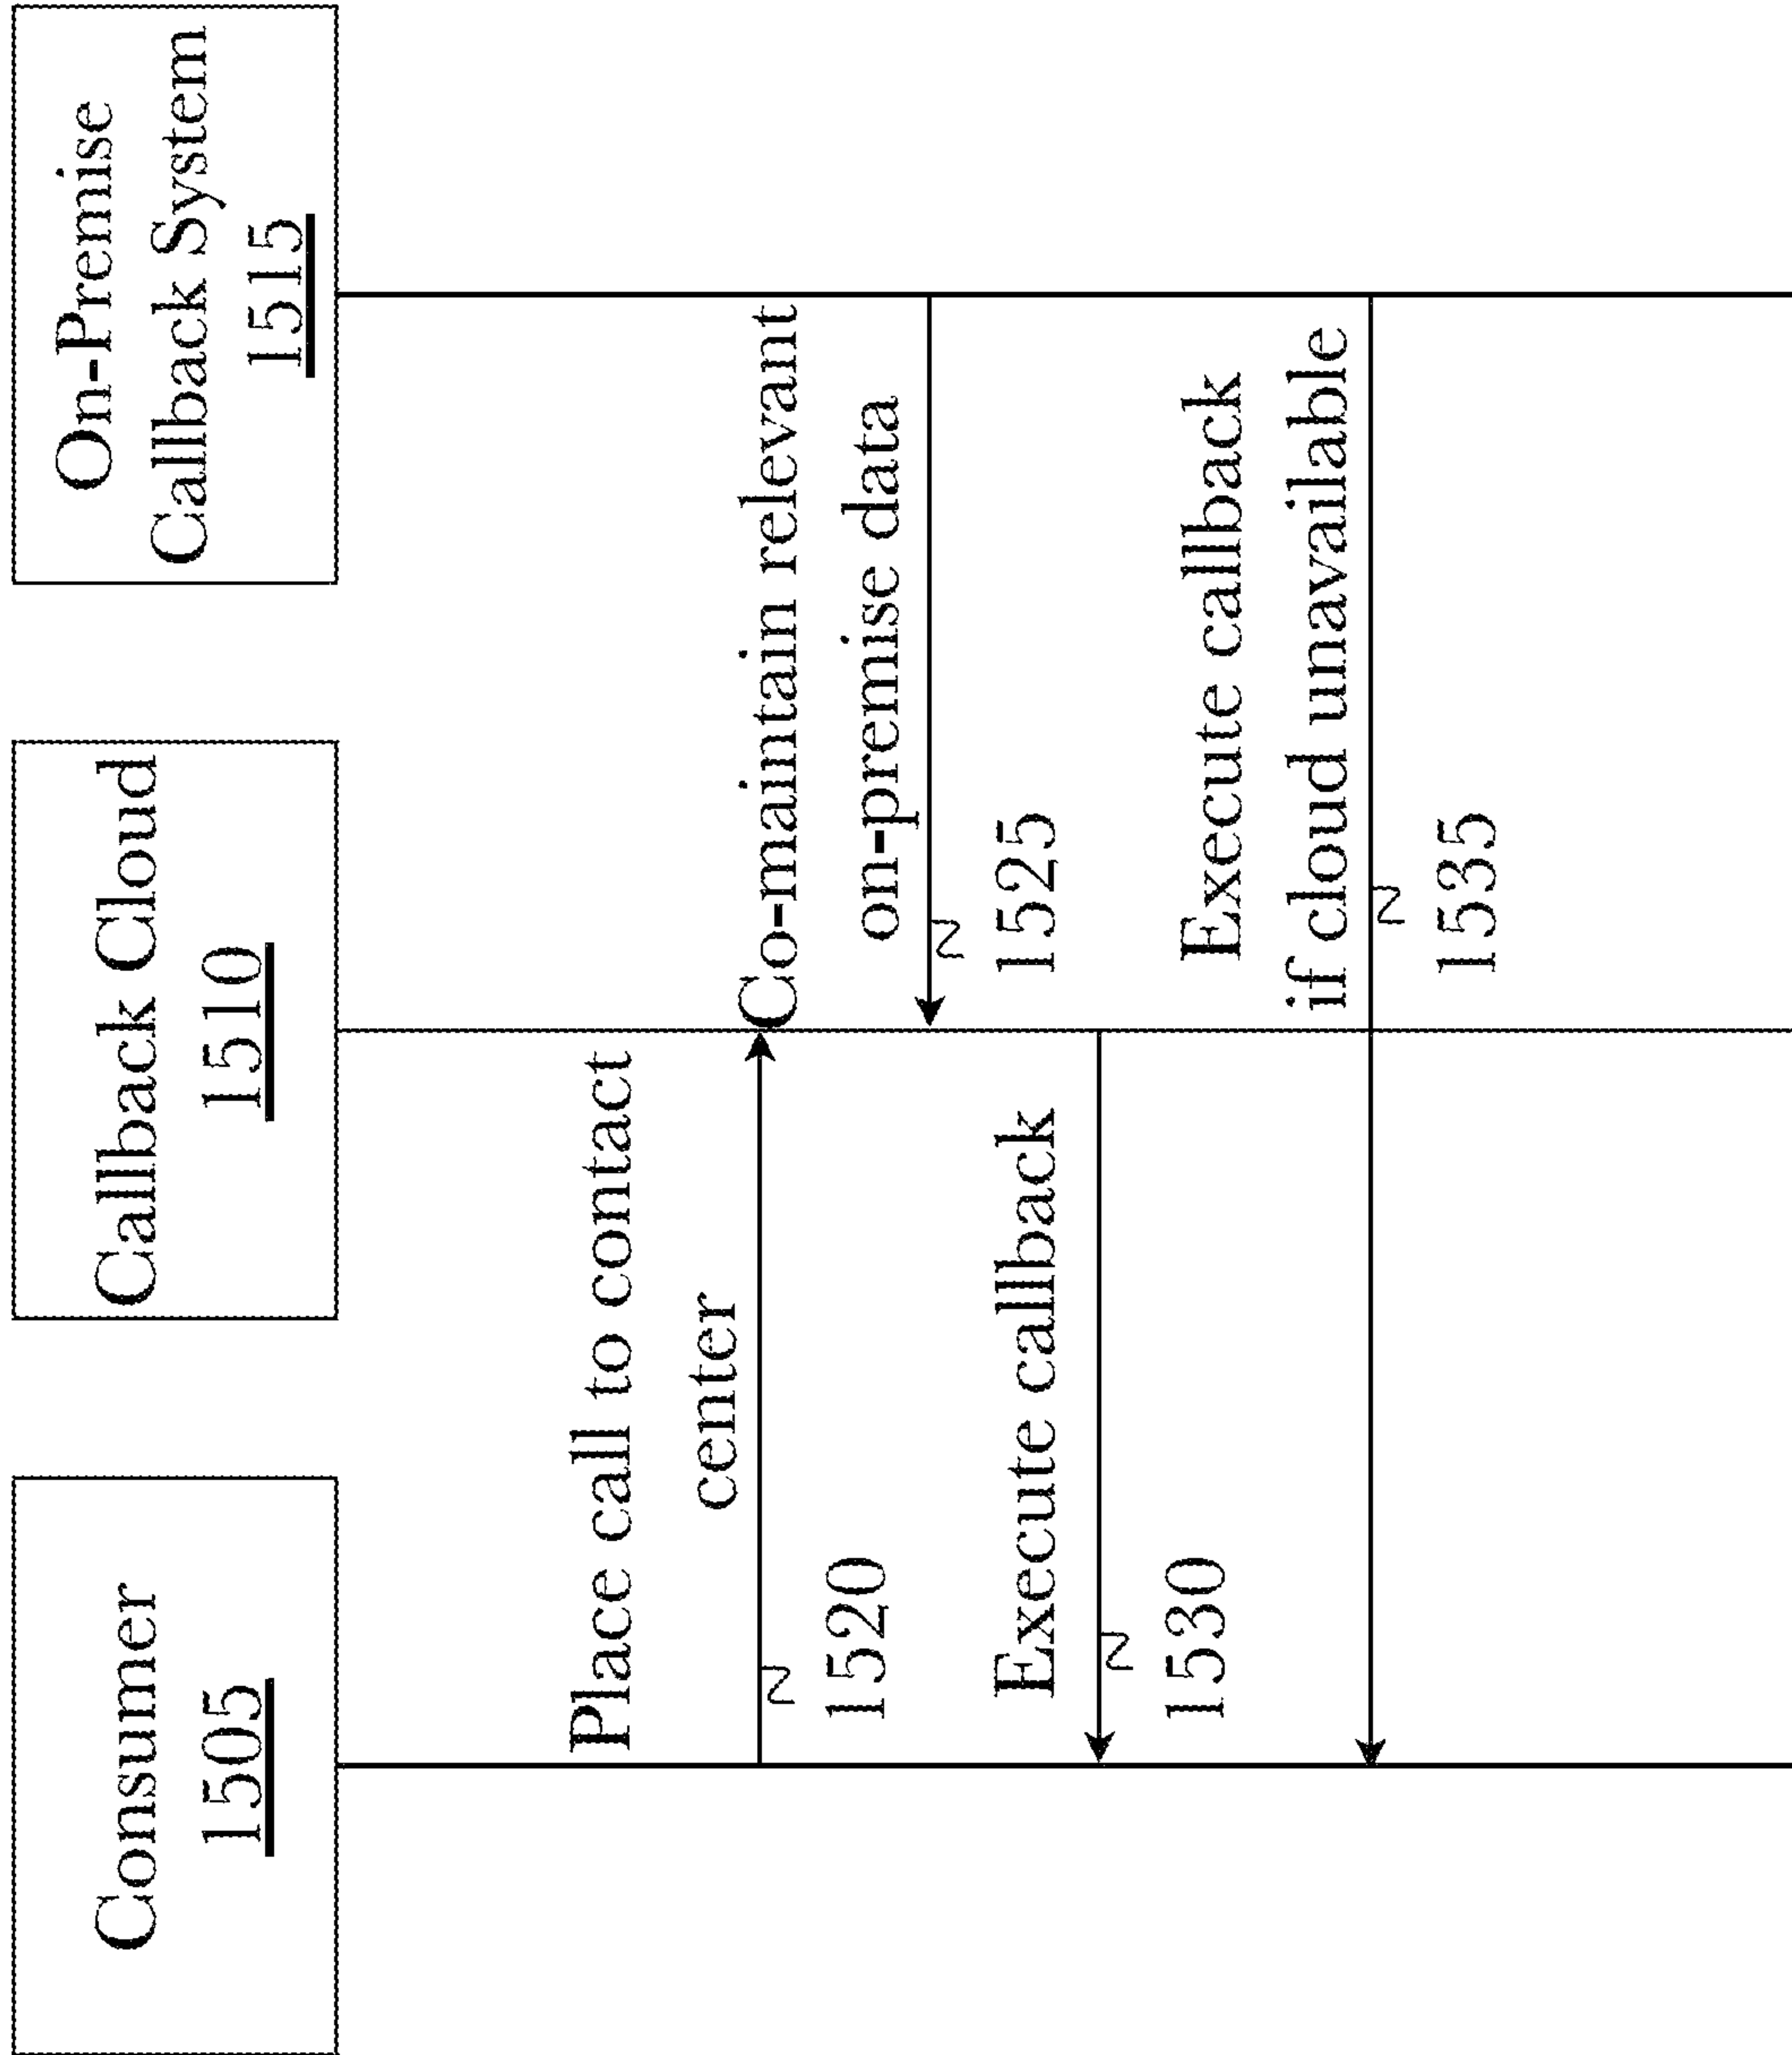 Consumer
1505
Callback Cloud
1510
On-Premise
Callback System
1515
Place call to contact
center
1520
Co-maintain relevant
on-premise data
1525
Execute callback
1530
Execute callback
if cloud unavailable
1535